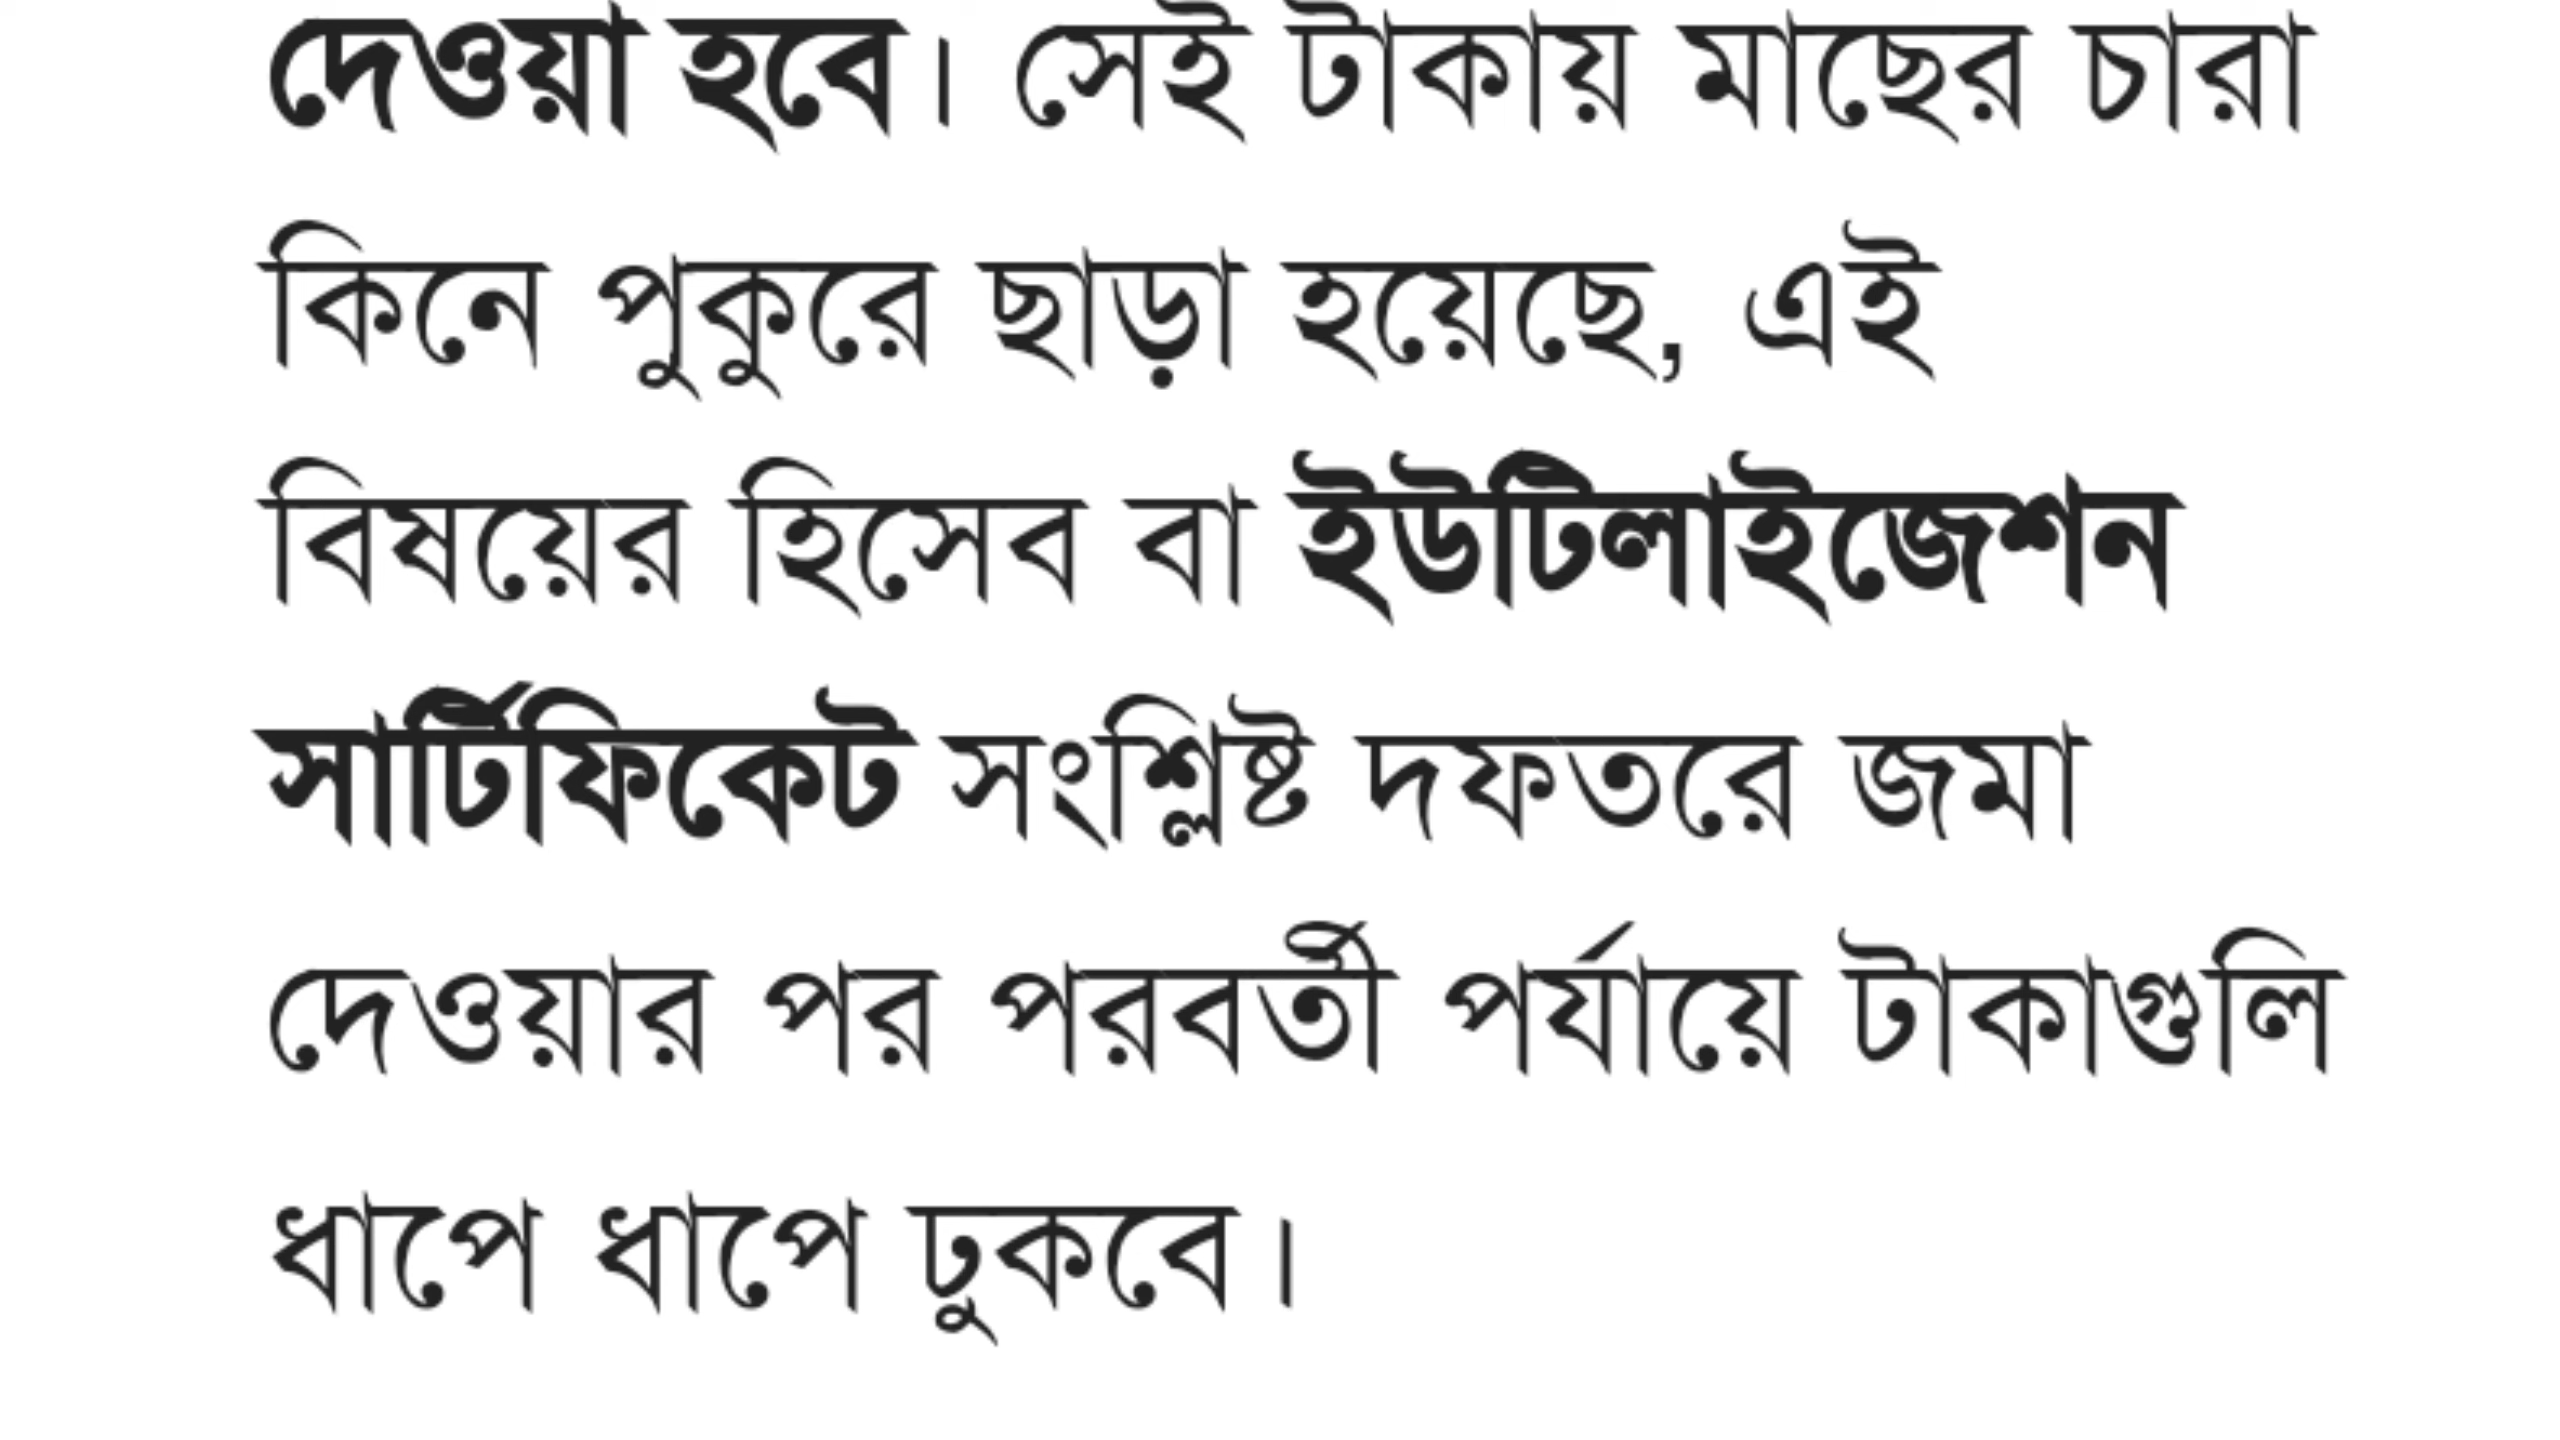 দেওয়া হবে। সেই টাকায় মাছের চারা
কিনে পুকুরে ছাড়া হয়েছে, এই
বিষয়ের হিসেব বা ইউটিলাইজেশন
সার্টিফিকেট সংশ্লিষ্ট দফতরে জমা
দেওয়ার পর পরবর্তী পর্যায়ে টাকাগুলি
ধাপে ধাপে ঢুকবে।